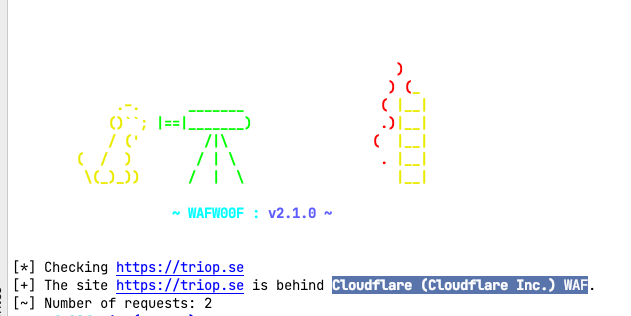 ~ WAFW00F : v2.1.0 ~
[*] Checking https://triop.se
[+] The site https://triop.se is behind Cloudflare (Cloudflare Inc.) WAF.
[~] Number of requests: 2